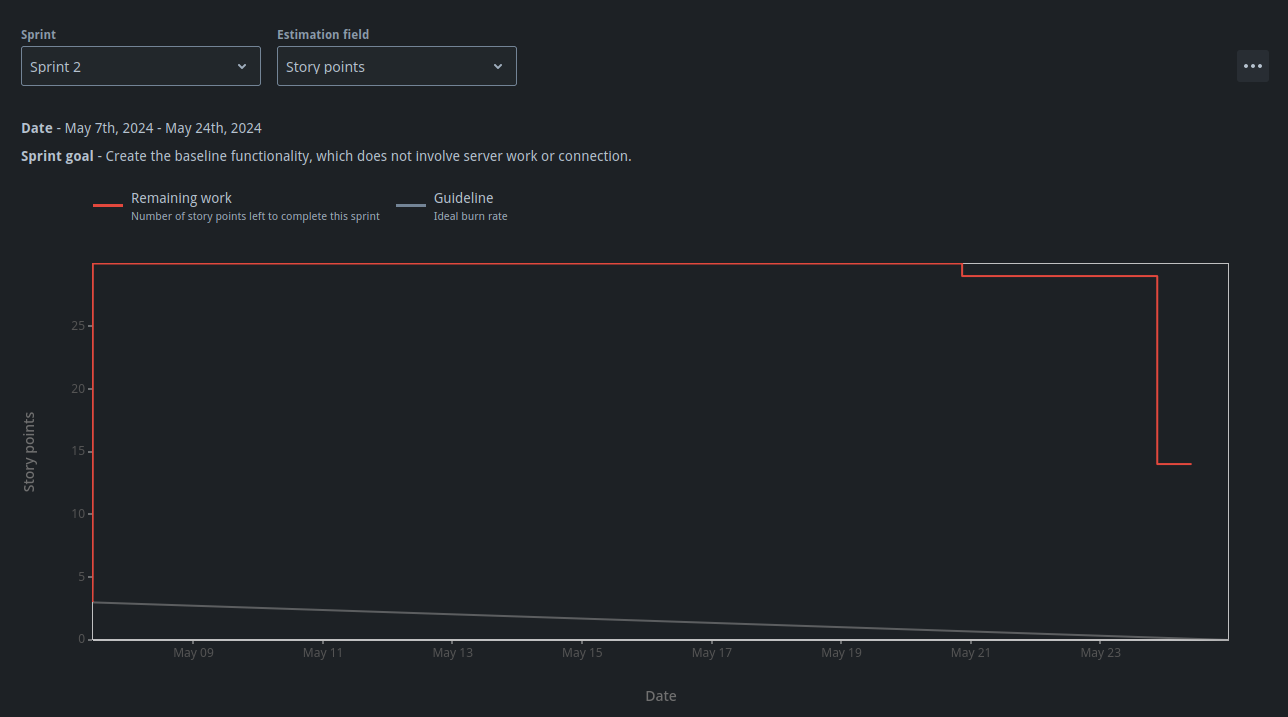 Sprint Estimation field
Sprint 2 Story points
Date - May 7th, 2024 - May 24th, 2024
Sprint goal - Create the baseline functionality, which does not involve server work or connection.
Remaining work Guideline
Number of story points left to complete this sprint Ideal burn rate
25
20
15
10
5
0
Story points
May 09 May 11 May 13 May 15 May 17 May 19 May 21 May 23
Date